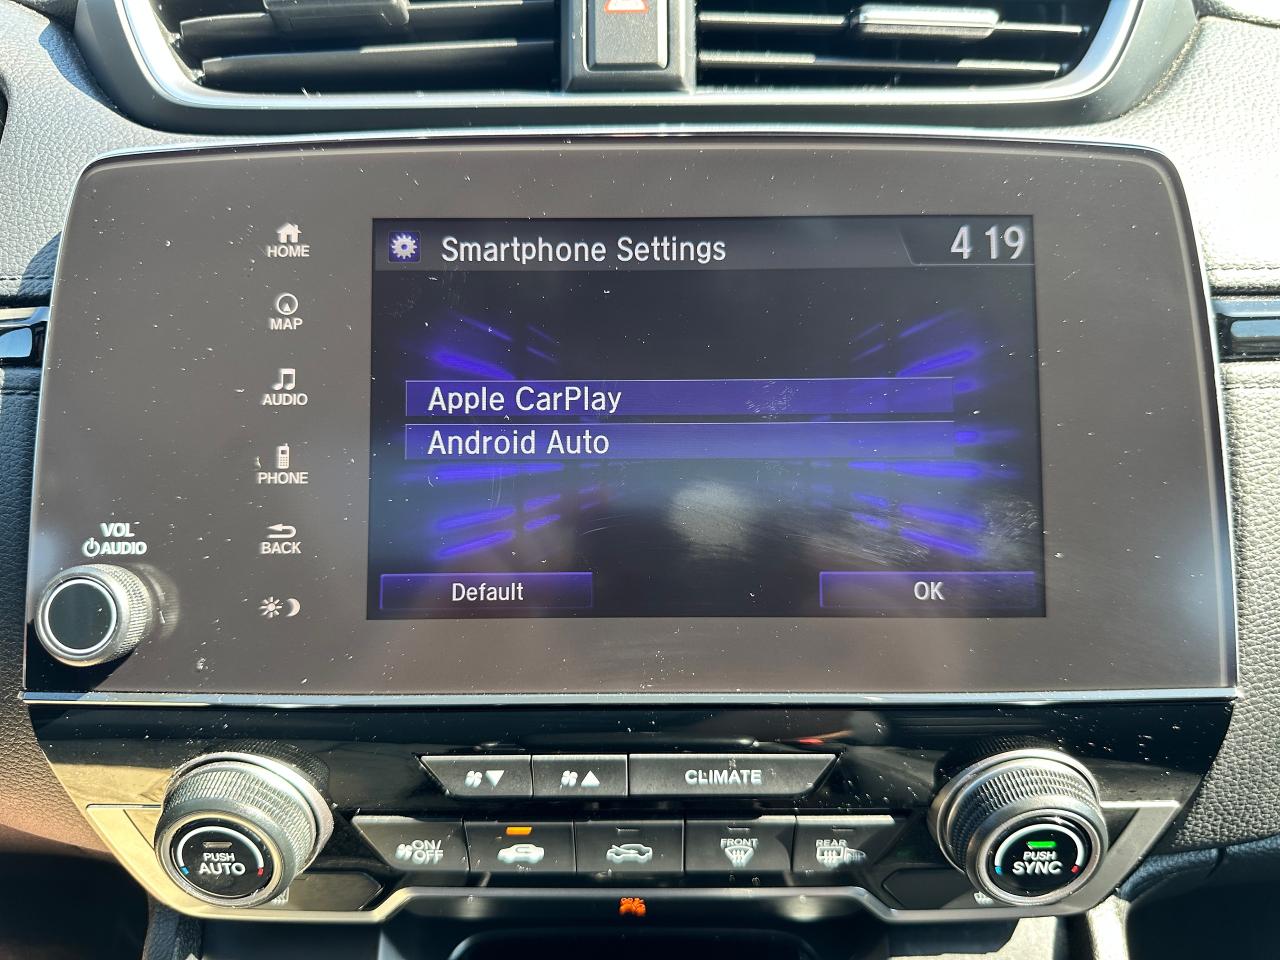 HOME
MAP
AUDIO
PHONE
BACK
VOL
AUDIO
Smartphone Settings
4 19
Apple CarPlay
Android Auto
Default
OK
CLIMATE
ON/
OFF
FRONT
REAR
PUSH
AUTO
PUSH
SYNC